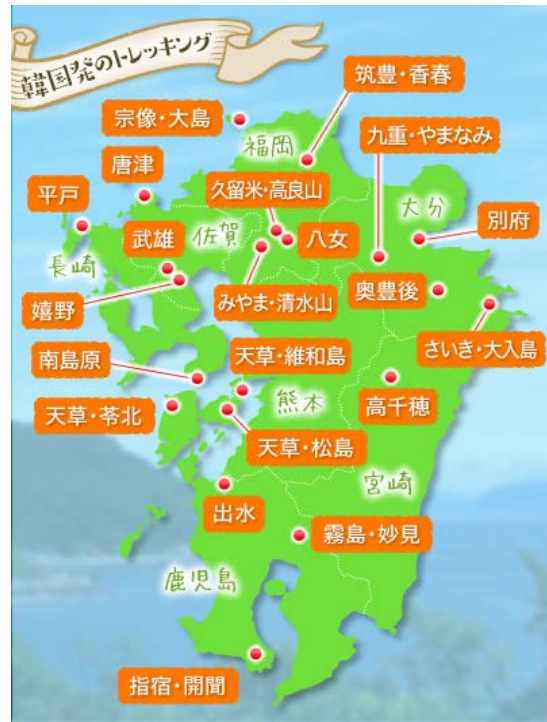 韓国発のトレッキング
筑豊・香春
宗像・大島
九重・やまなみ
福岡
唐津
久留米・高良山
大分
平戸
佐賀
別府
武雄
八女
長崎
奥豊後
嬉野
みやま・清水山
さいき・大入島
南島原
天草・維和島
熊本
高千穂
天草・苓北
天草・松島
宮崎
出水
霧島・妙見
鹿児島
指宿・開聞